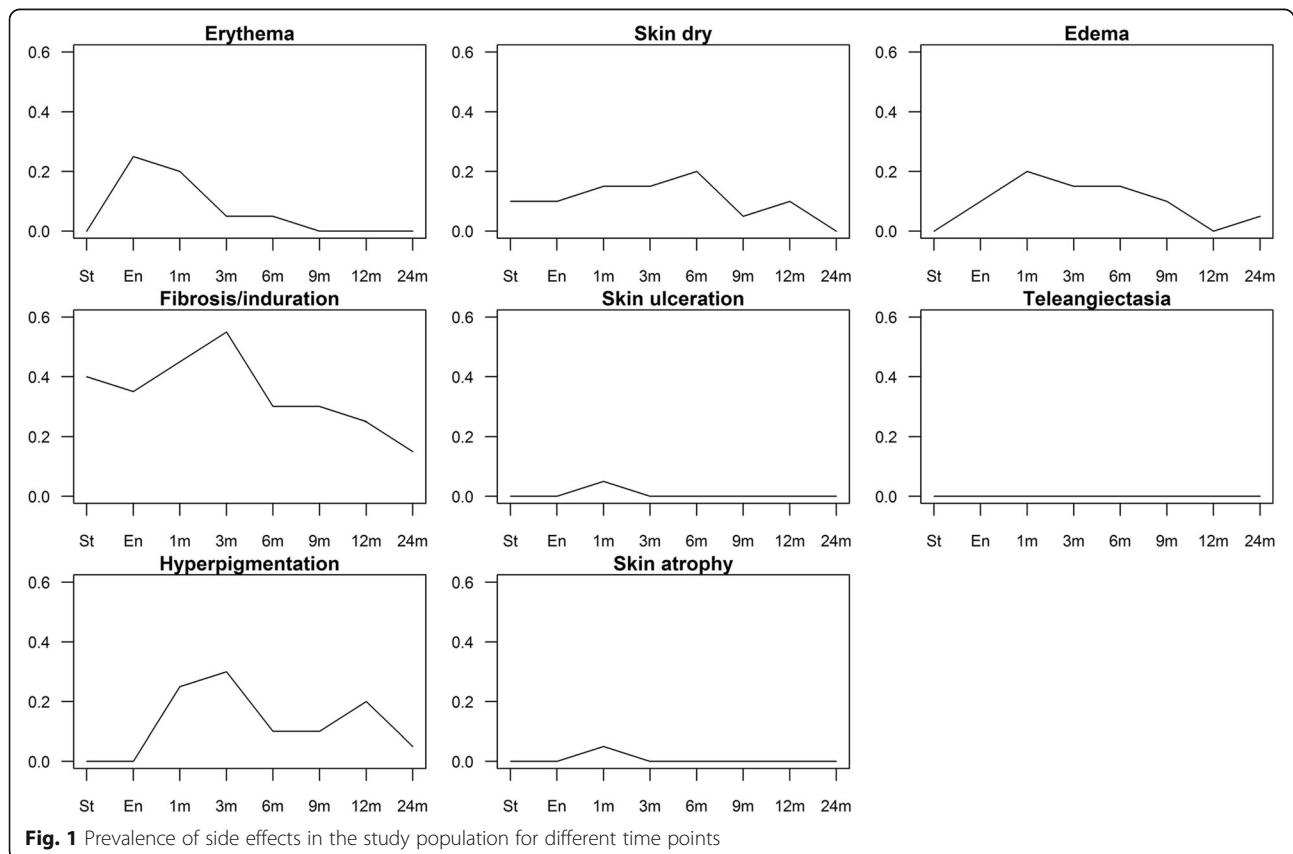 Erythema
Skin dry
Edema
0.6
0.4
0.2
0.0
0.6
0.4
0.2
0.0
0.6
0.4
0.2
0.0
St En 1m 3m 6m 9m 12m 24m
St En 1m 3m 6m 9m 12m 24m
St En 1m 3m 6m 9m 12m 24m
Fibrosis/induration
Skin ulceration
Teleangiectasia
0.6
0.4
0.2
0.0
0.6
0.4
0.2
0.0
0.6
0.4
0.2
0.0
St En 1m 3m 6m 9m 12m 24m
St En 1m 3m 6m 9m 12m 24m
St En 1m 3m 6m 9m 12m 24m
Hyperpigmentation
Skin atrophy
0.6
0.4
0.2
0.0
0.6
0.4
0.2
0.0
St En 1m 3m 6m 9m 12m 24m
St En 1m 3m 6m 9m 12m 24m
Fig. 1 Prevalence of side effects in the study population for different time points